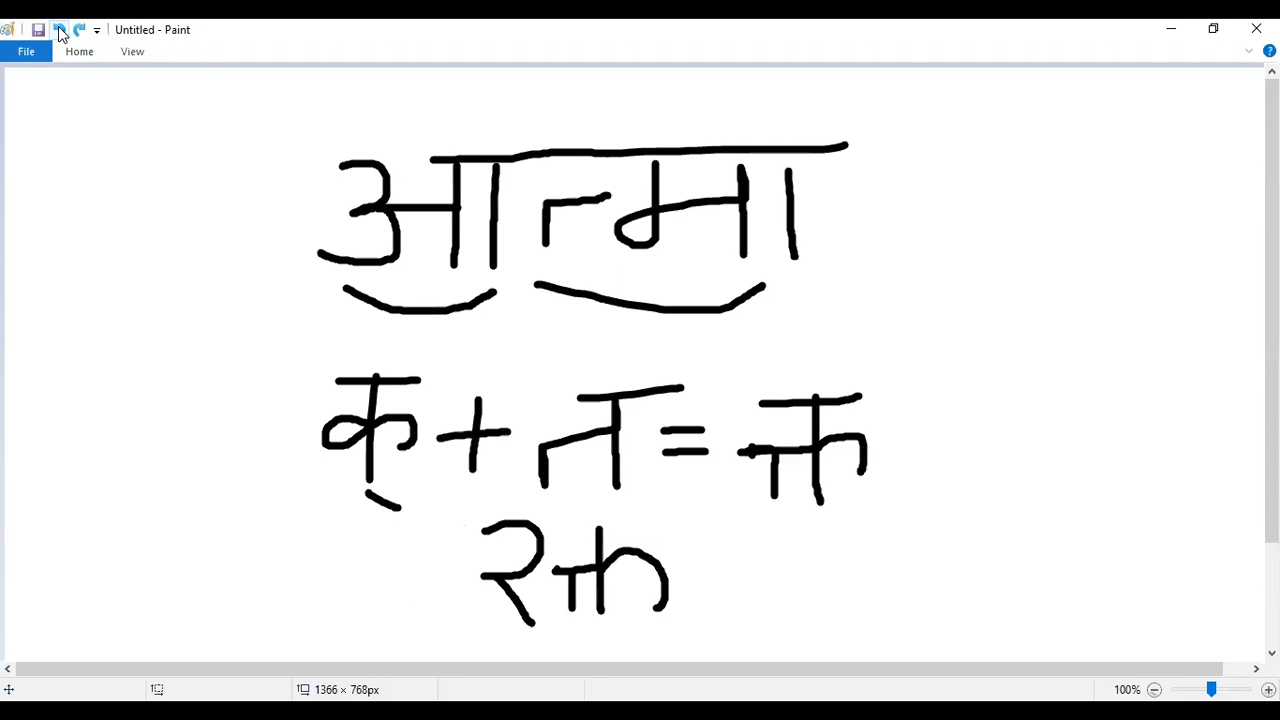 Untitled - Paint
File Home View
आत्मा
क् + त = क्त
रक्त
1366 × 768px 100%